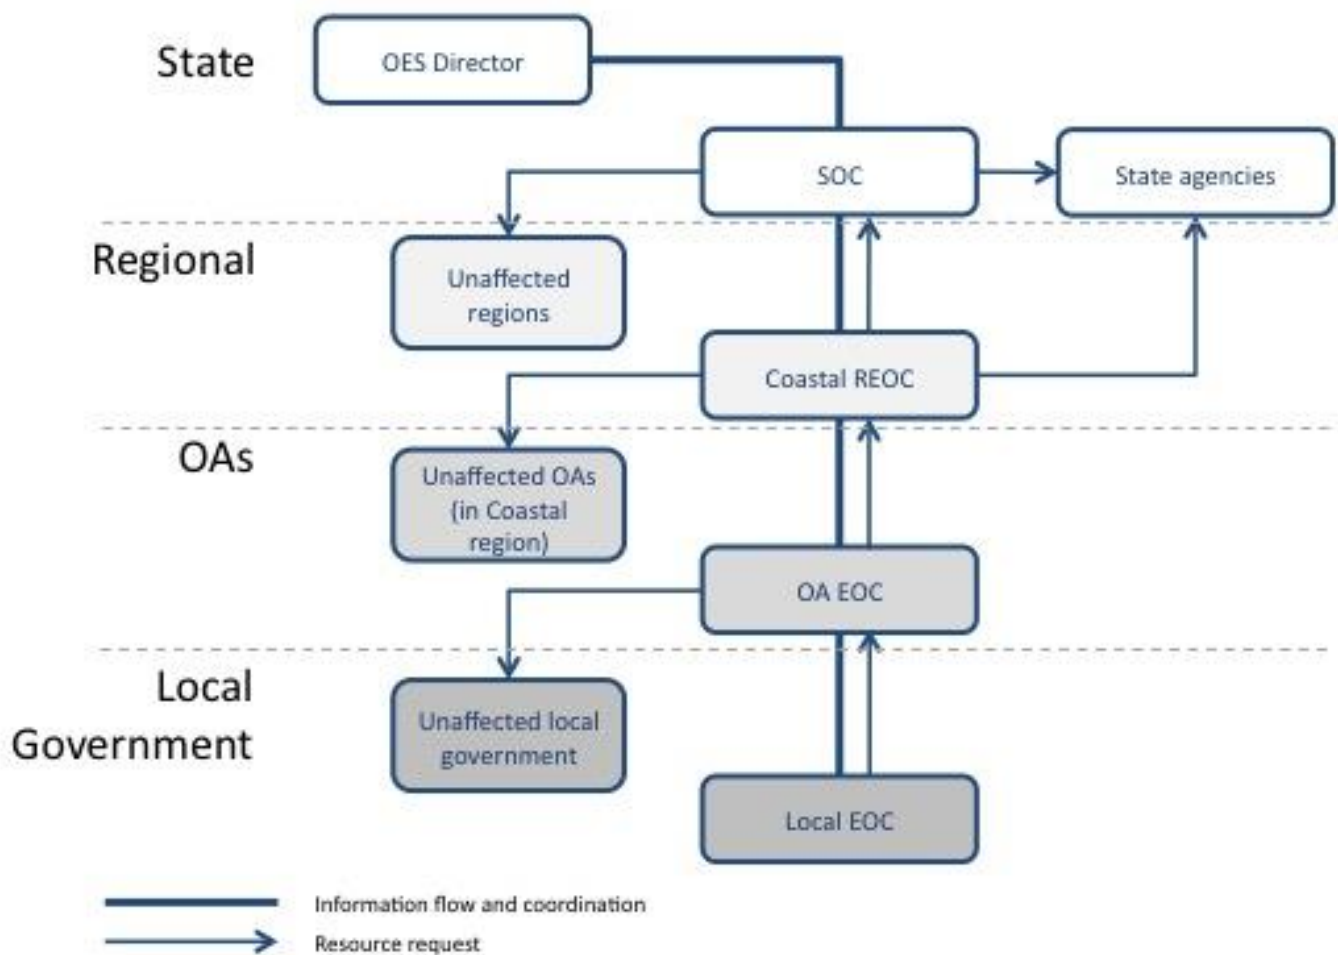 State
OES Director
SOC
State agencies
Regional
Unaffected
regions
Coastal REOC
OAs
Unaffected OAs
(in Coastal
region)
OA EOC
Local
Government
Unaffected local
government
Local EOC
Information flow and coordination
Resource request